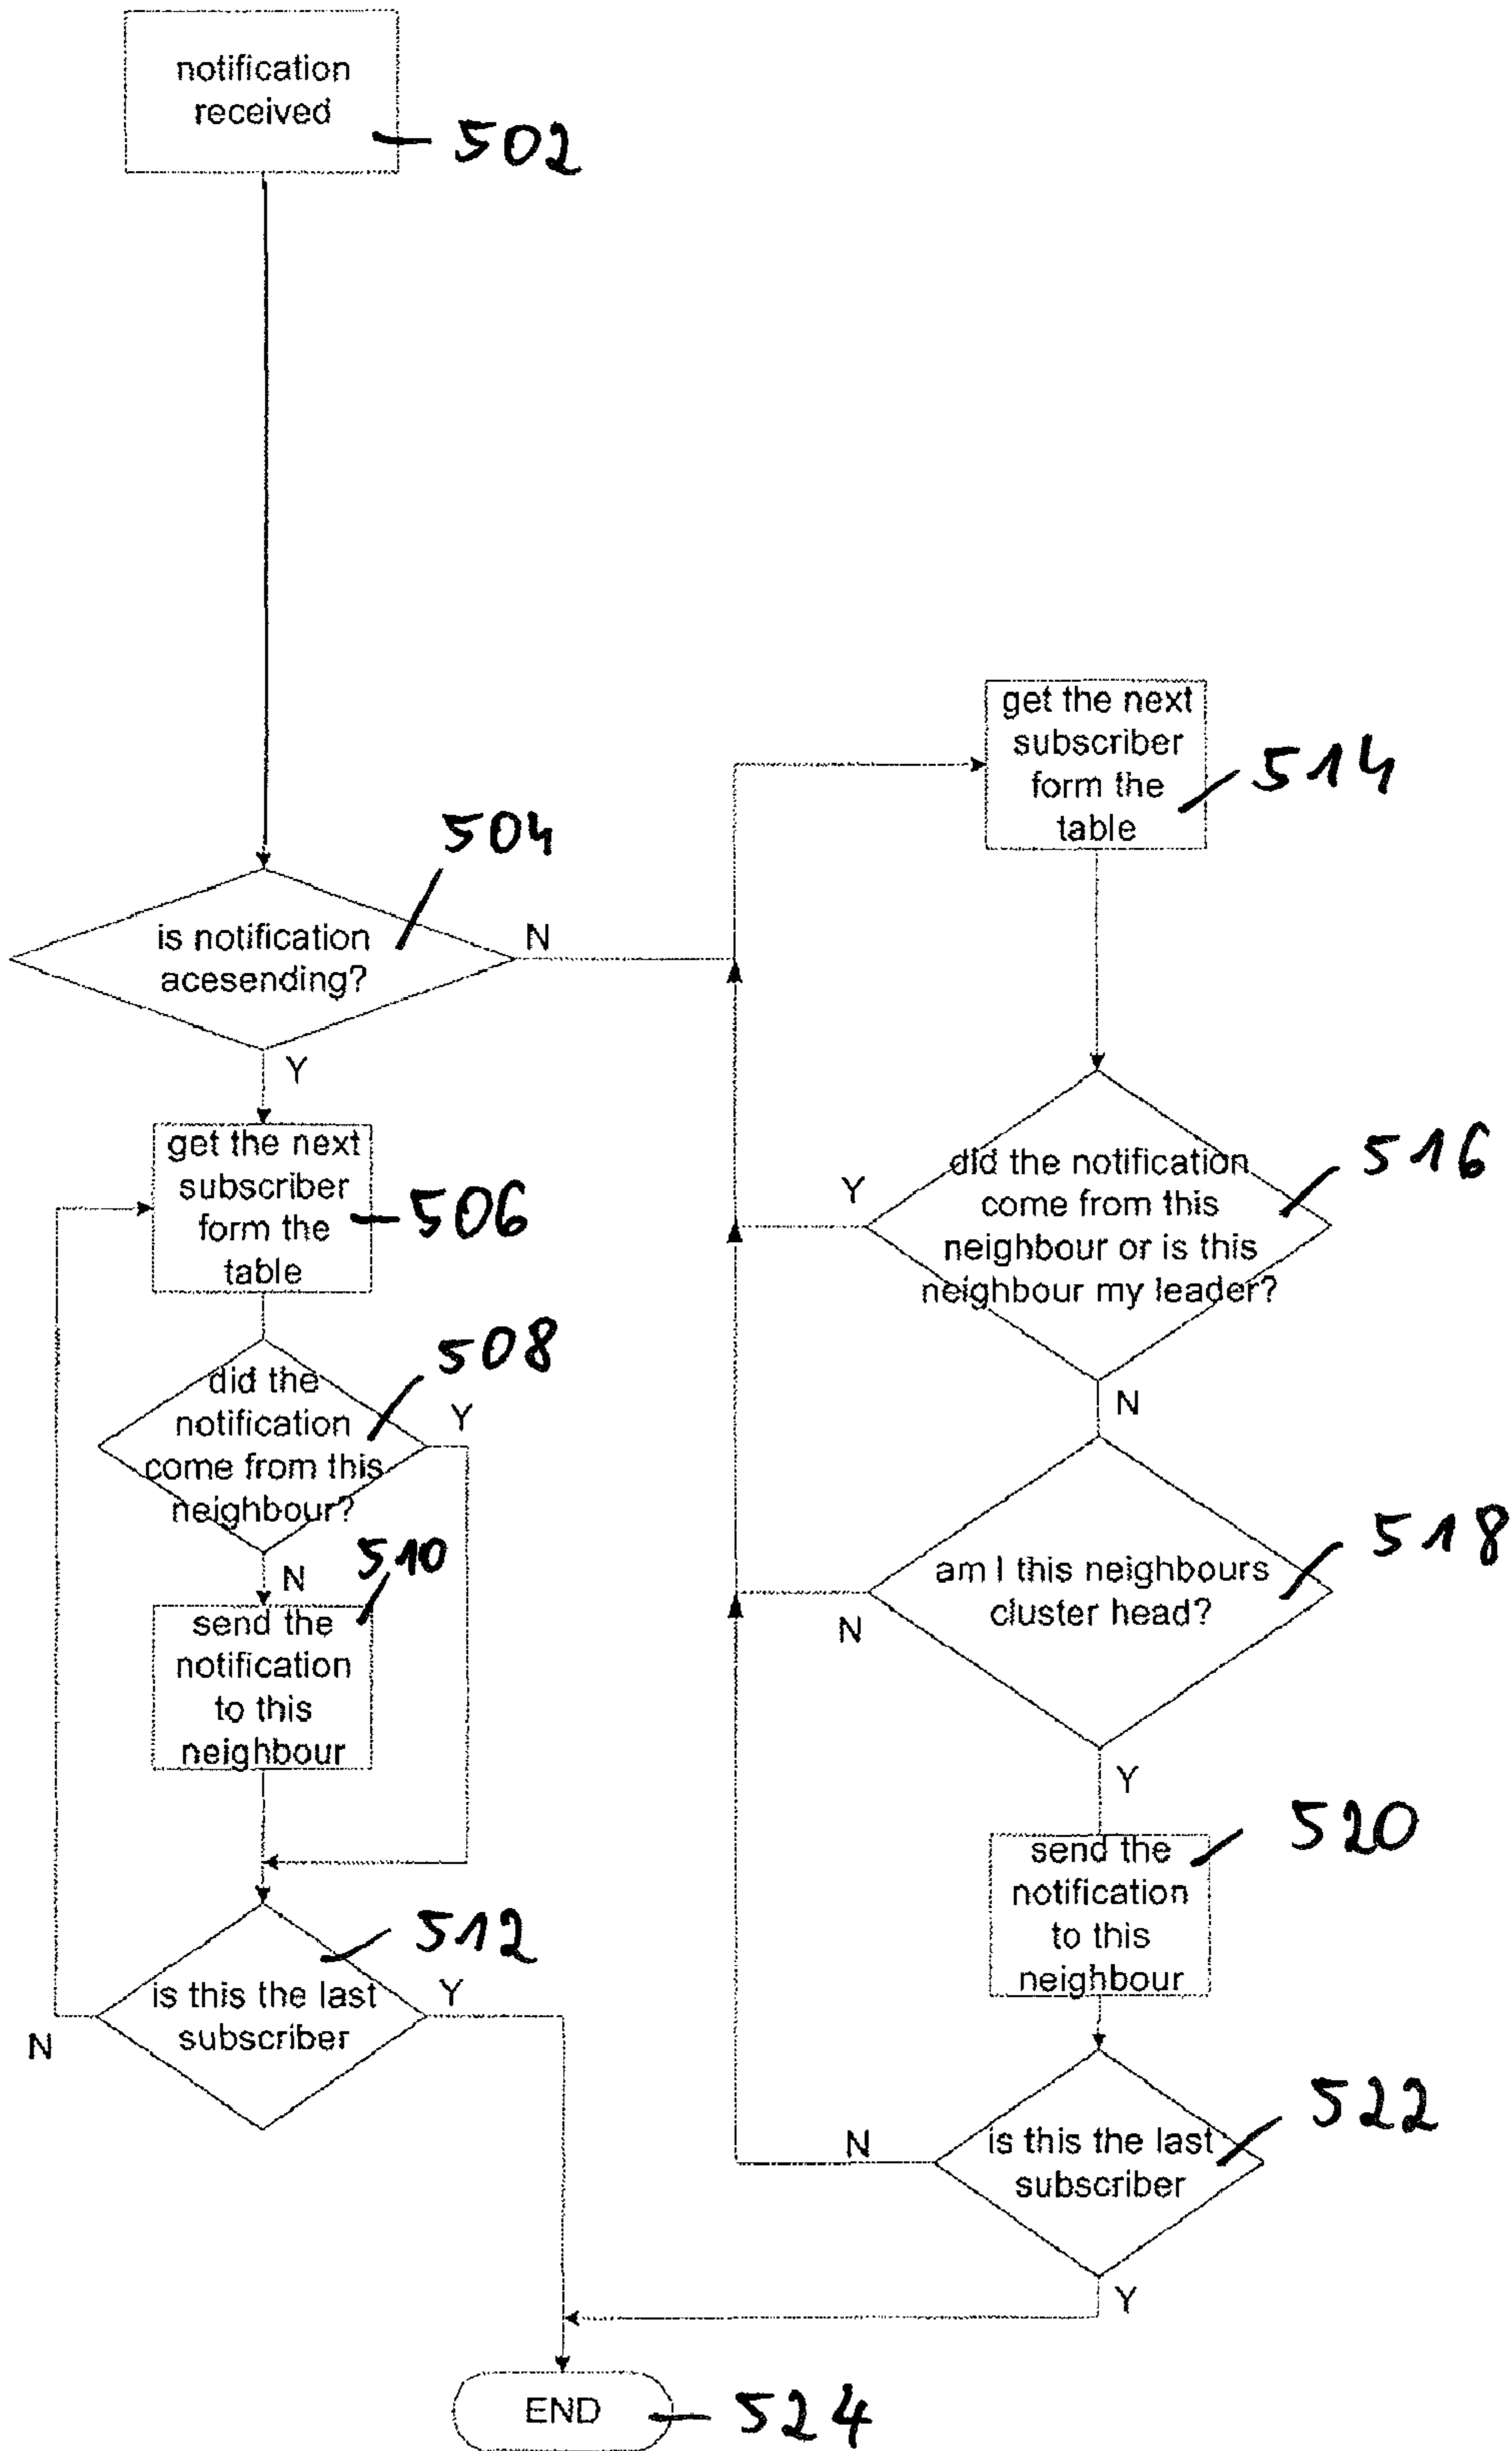 notification
received
502
504
is notification
acesending?
N
Y
get the next
subscriber
form the
table
506
did the
notification
come from this
neighbour?
508
Y
N
510
send the
notification
to this
neighbour
512
is this the last
subscriber
Y
N
get the next
subscriber
form the
table
514
did the notification
come from this
neighbour or is this
neighbour my leader?
516
Y
N
am I this neighbours
cluster head?
518
N
Y
send the
notification
to this
neighbour
520
is this the last
subscriber
522
N
Y
END
524